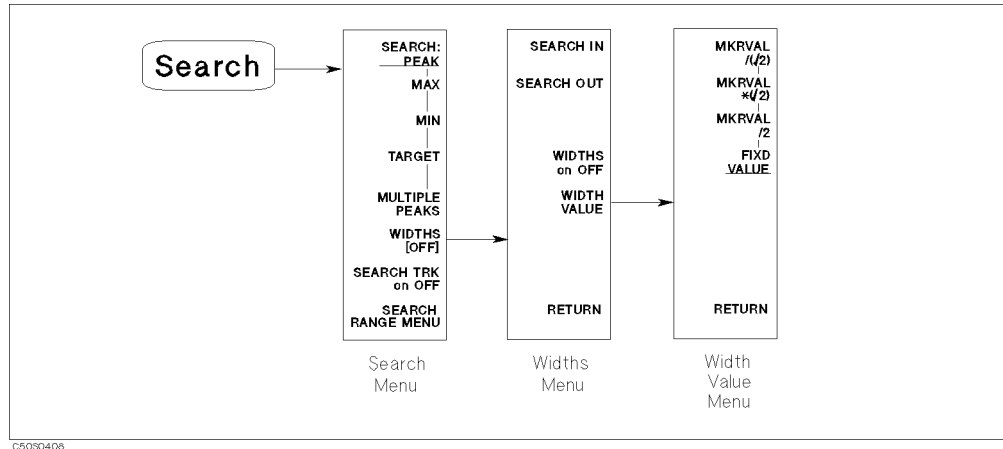 Search
SEARCH:
PEAK
MAX
MIN
TARGET
MULTIPLE
PEAKS
WIDTHS
[OFF]
SEARCH TRK
on OFF
SEARCH
RANGE MENU
Search
Menu
SEARCH IN
SEARCH OUT
WIDTHS
on OFF
WIDTH
VALUE
RETURN
Widths
Menu
MKRVAL
/(√2)
MKRVAL
*(√2)
MKRVAL
/2
FIXD
VALUE
RETURN
Width
Value
Menu
C50S0408